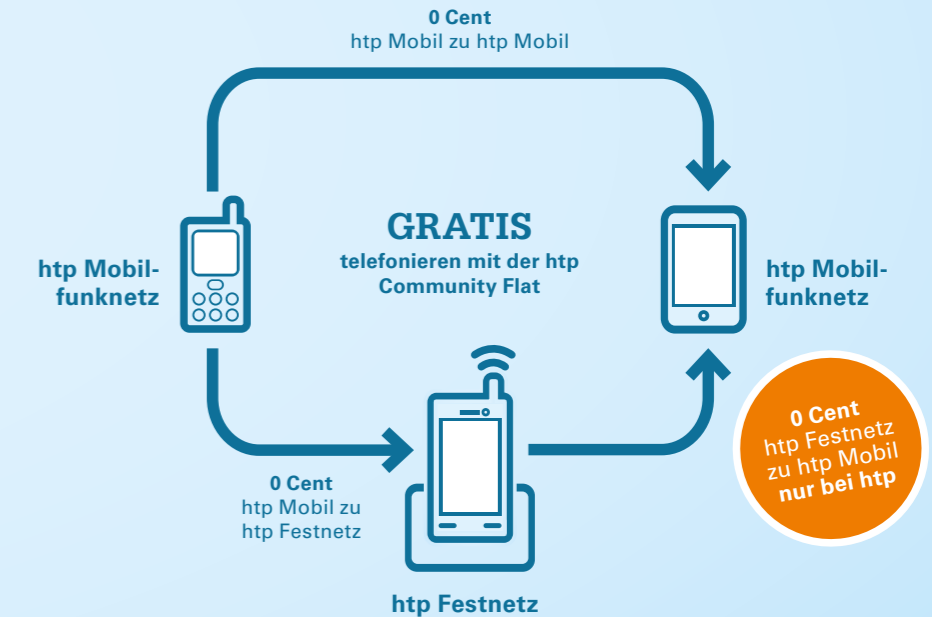 0 Cent
htp Mobil zu htp Mobil
GRATIS
telefonieren mit der htp
Community Flat
htp Mobil-
funknetz
htp Mobil-
funknetz
0 Cent
htp Mobil zu
htp Festnetz
0 Cent
htp Festnetz
zu htp Mobil
nur bei htp
htp Festnetz